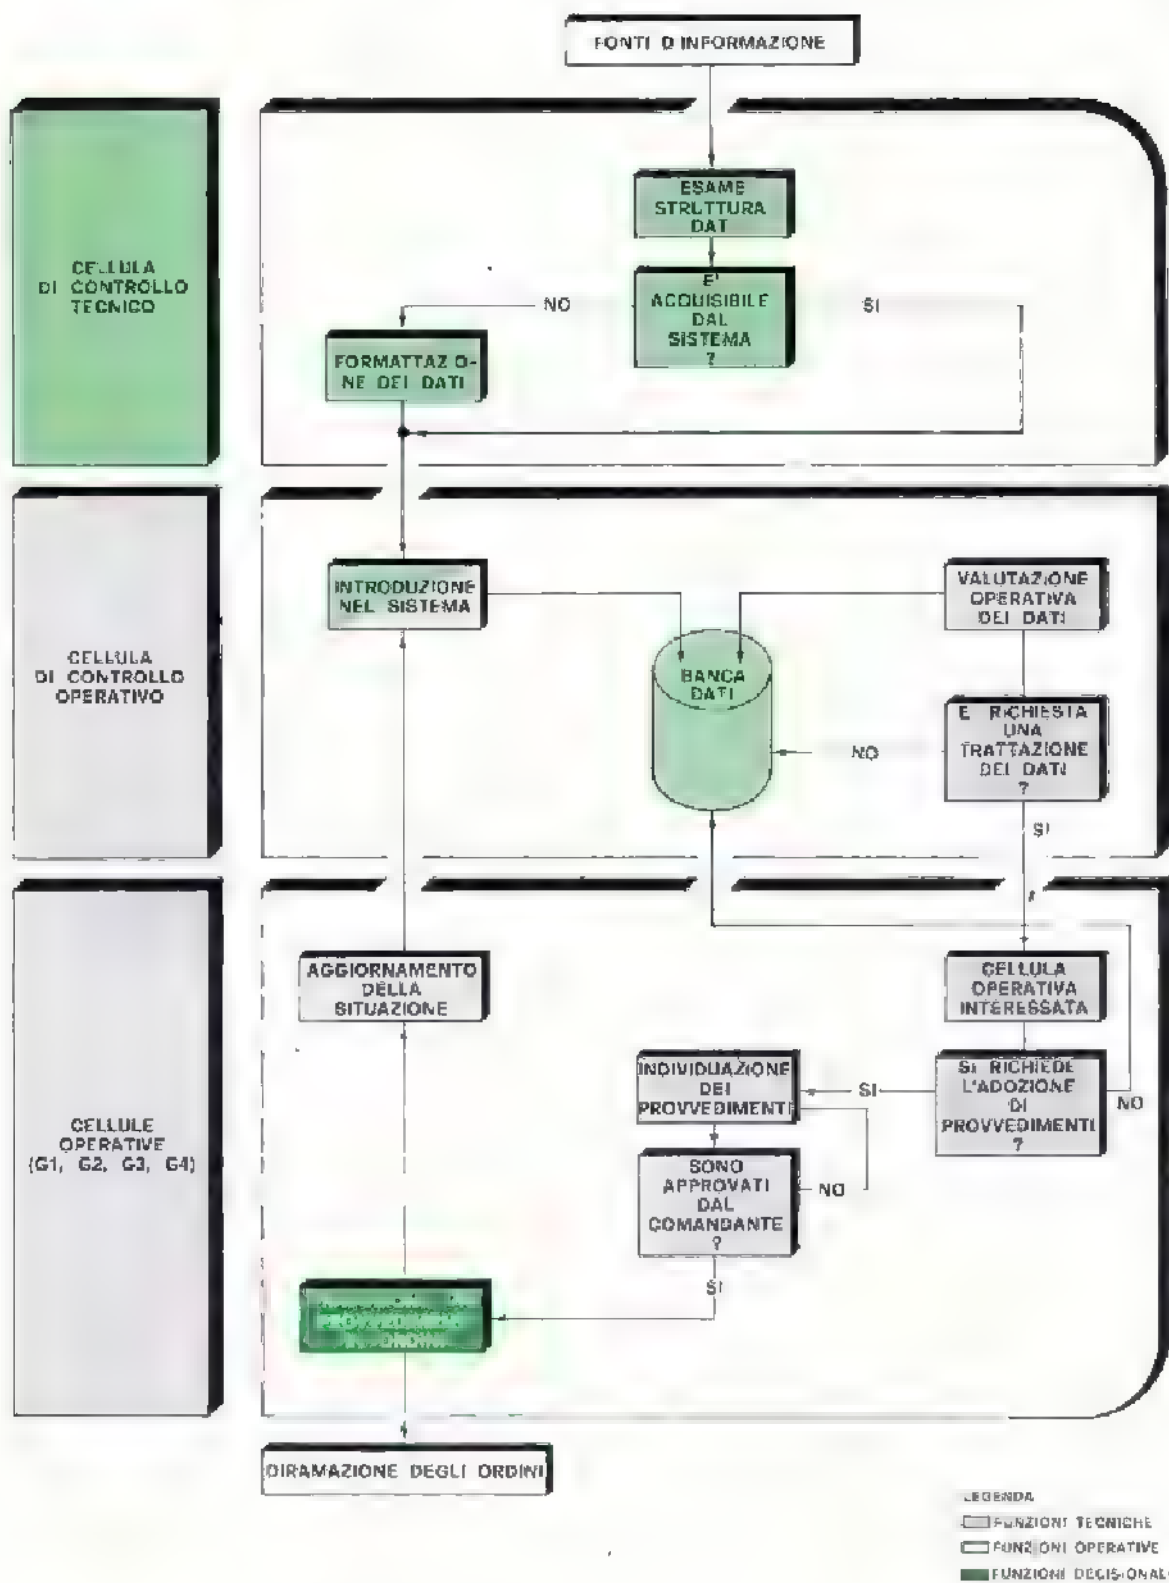 FONTI D INFORMAZIONE
CELLULA
DI CONTROLLO
TECNICO
ESAME
STRUTTURA
DAT
E'
ACQUISIBILE
DAL
SISTEMA
?
NO
SI
FORMATTAZ O-
NE DEI DATI
CELLULA
DI CONTROLLO
OPERATIVO
INTRODUZIONE
NEL SISTEMA
BANCA
DATI
VALUTAZIONE
OPERATIVA
DEI DATI
E RICHIESTA
UNA
TRATTAZIONE
DEI DATI
?
NO
SI
CELLULE
OPERATIVE
(G1, G2, G3, G4)
AGGIORNAMENTO
DELLA
SITUAZIONE
CELLULA
OPERATIVA
INTERESSATA
SI RICHIEDE
L'ADOZIONE
DI
PROVVEDIMENTI
?
NO
SI
INDIVIDUAZIONE
DEI
PROVVEDIMENTI
SONO
APPROVATI
DAL
COMANDANTE
?
NO
SI
DIRAMAZIONE DEGLI ORDINI
LEGENDA
FUNZIONI TECNICHE
FUNZIONI OPERATIVE
FUNZIONI DECISIONALI